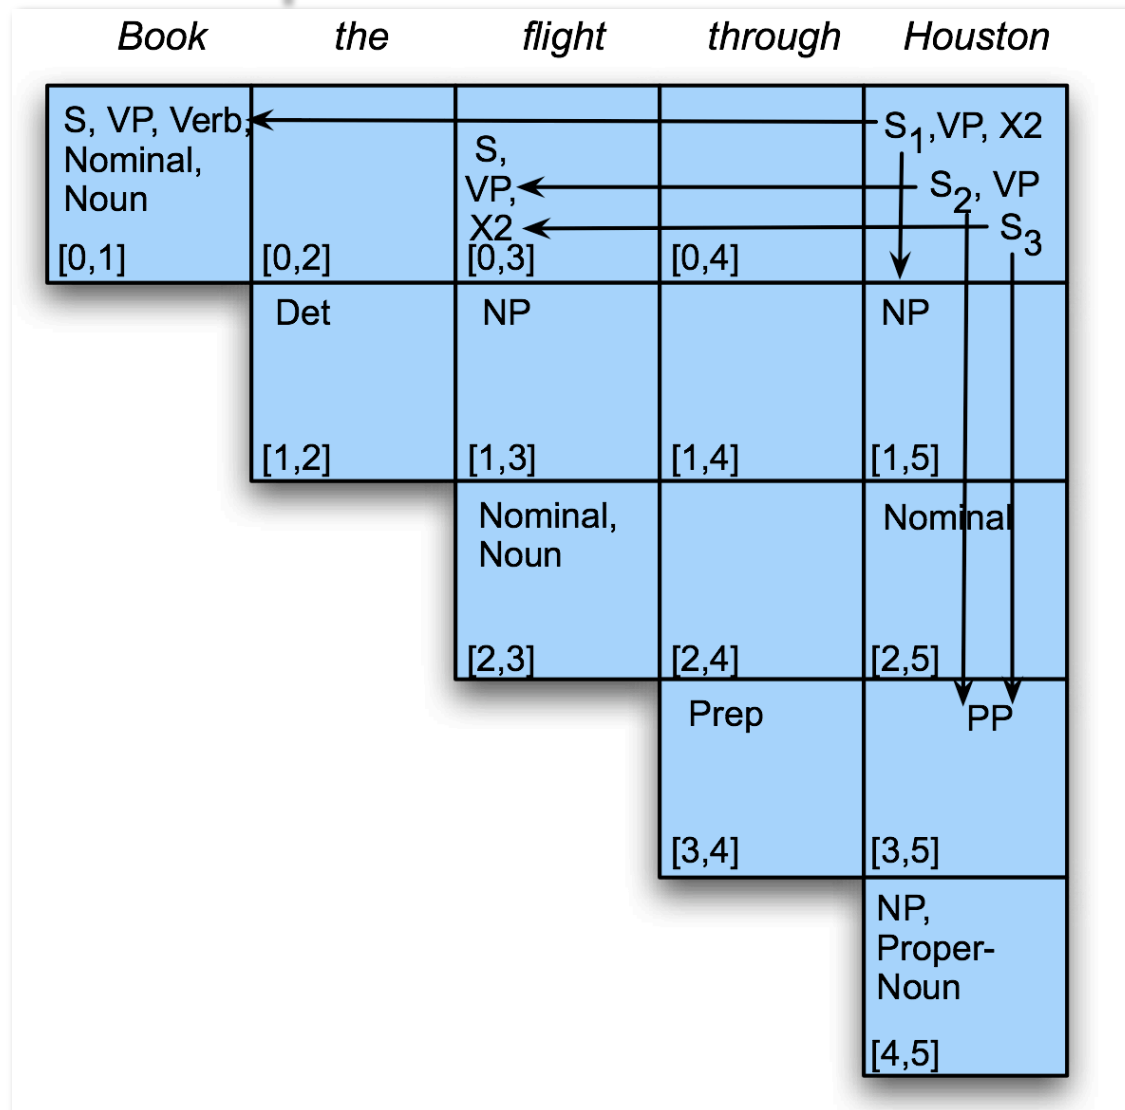 Book the flight through Houston
S, VP, Verb,
Nominal,
Noun
[0,1]
[0,2]
S,
VP,
X2
[0,3]
[0,4]
S1,VP, X2
S2, VP
S3
Det
[1,2]
NP
[1,3]
[1,4]
NP
[1,5]
Nominal,
Noun
[2,3]
[2,4]
Nominal
[2,5]
Prep
[3,4]
PP
[3,5]
NP,
Proper-
Noun
[4,5]